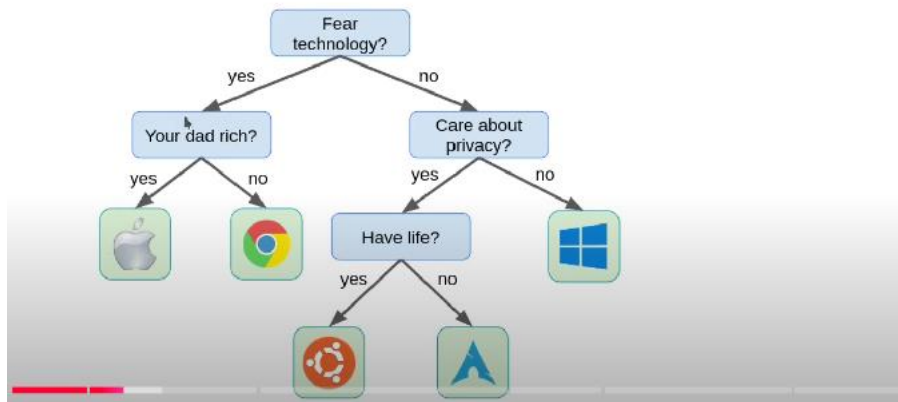 Fear
technology?
yes
no
Your dad rich?
Care about
privacy?
yes
no
yes
no
Have life?
yes
no